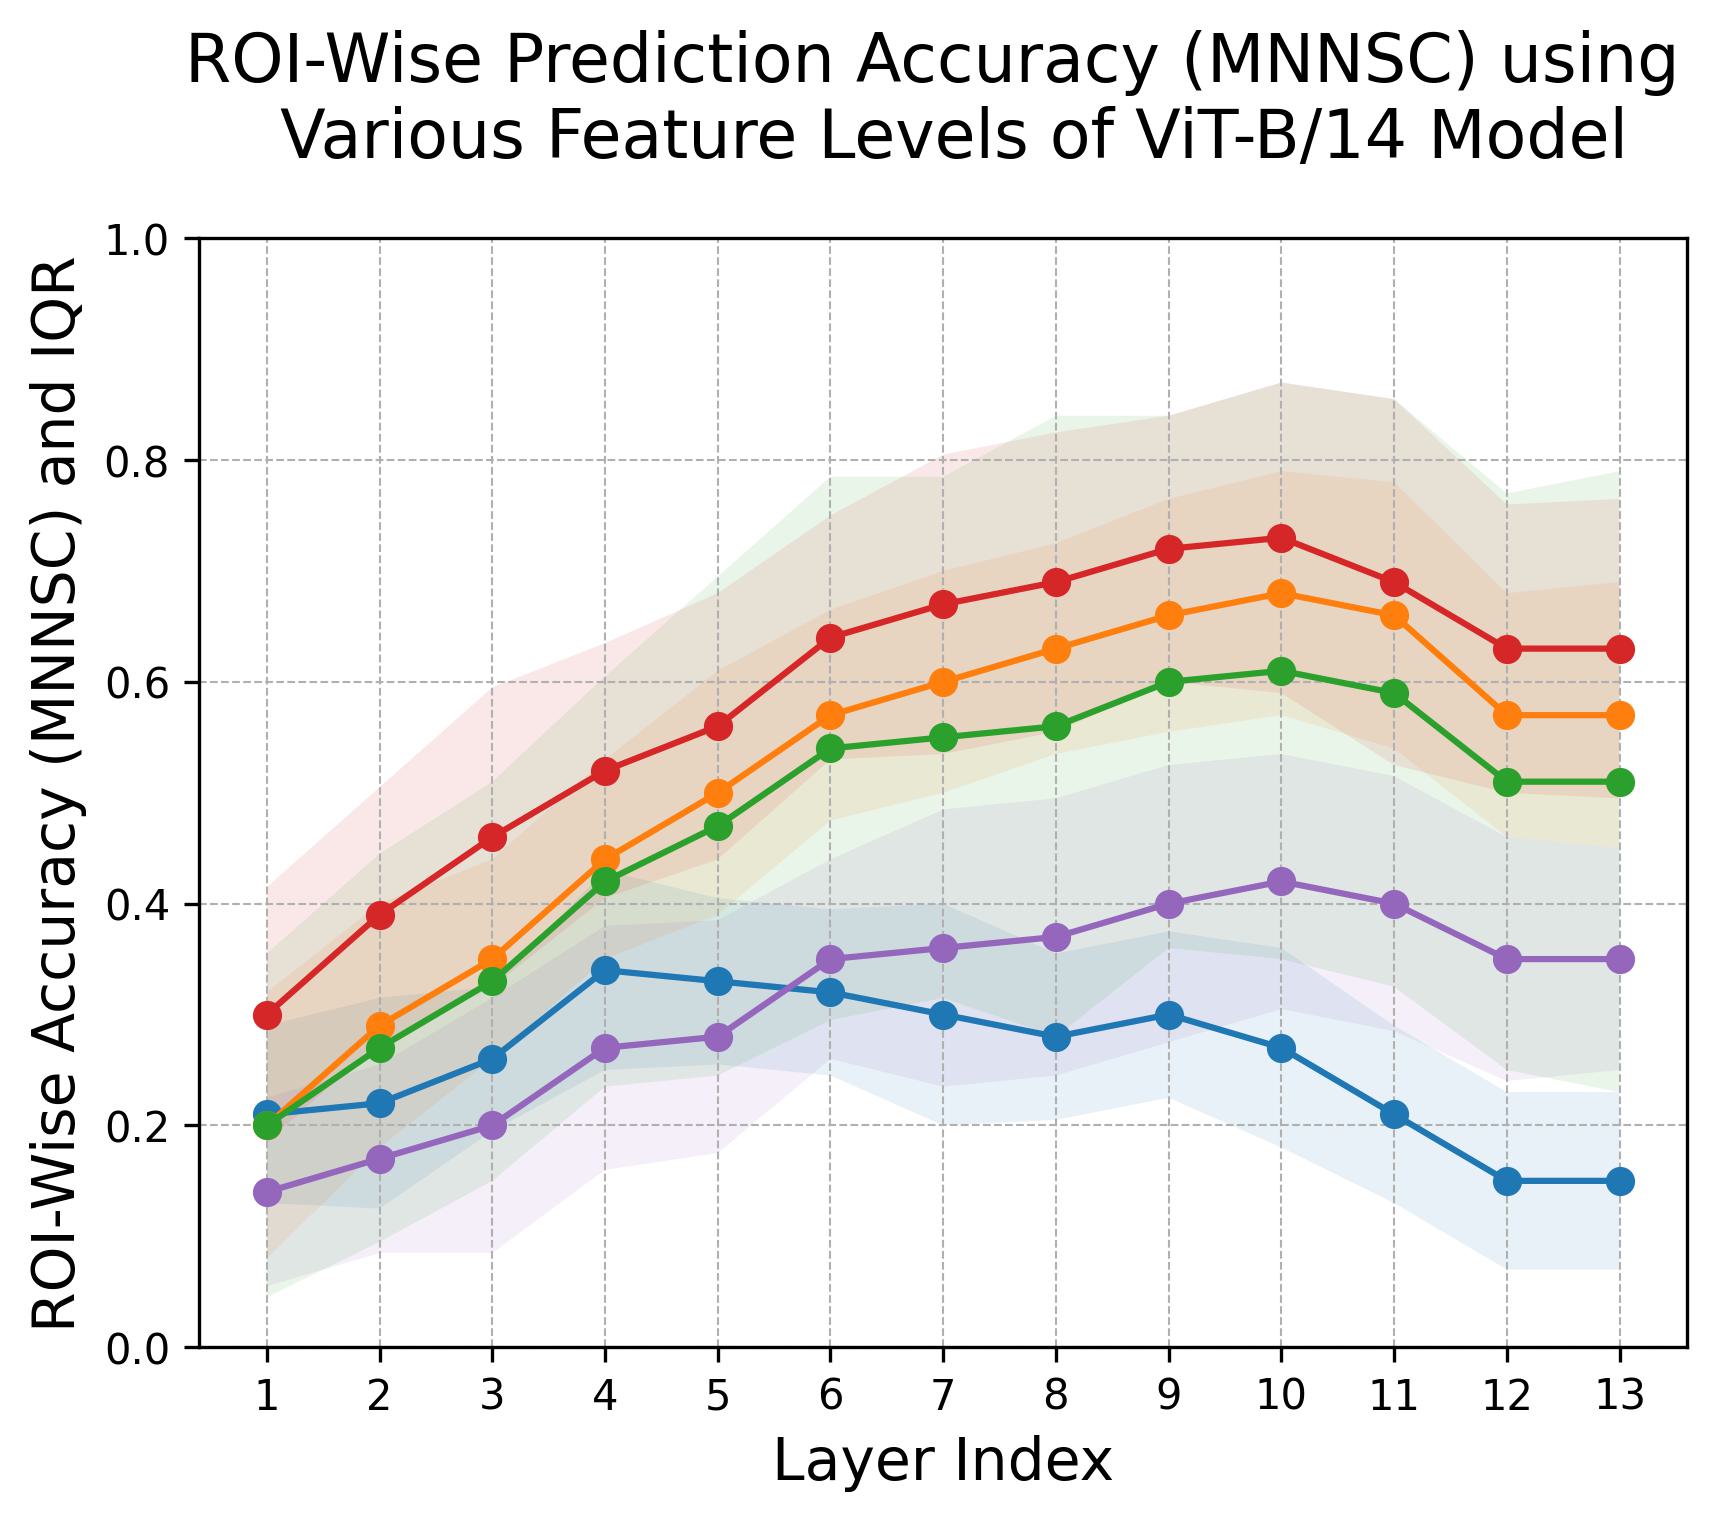 ROI-Wise Prediction Accuracy (MNNSC) using
Various Feature Levels of ViT-B/14 Model
ROI-Wise Accuracy (MNNSC) and IQR
1.0
0.8
0.6
0.4
0.2
0.0
1 2 3 4 5 6 7 8 9 10 11 12 13
Layer Index